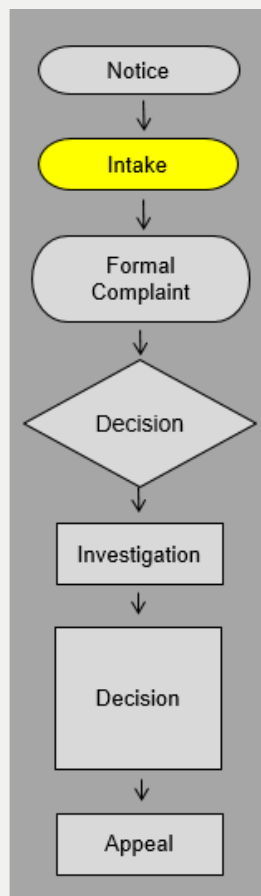 Notice
Intake
Formal
Complaint
Decision
Investigation
Decision
Appeal